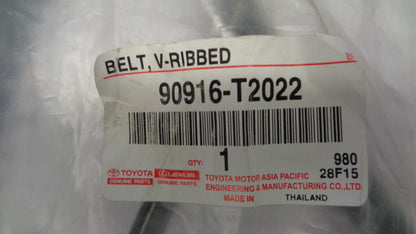 BELT, V-RIBBED
90916-T2022
QTY: 1 980
28F15
TOYOTA GENUINE PARTS LEXUS GENUINE PARTS
TOYOTA MOTOR ASIA PACIFIC
ENGINEERING & MANUFACTURING CO.,LTD.
MADE IN THAILAND